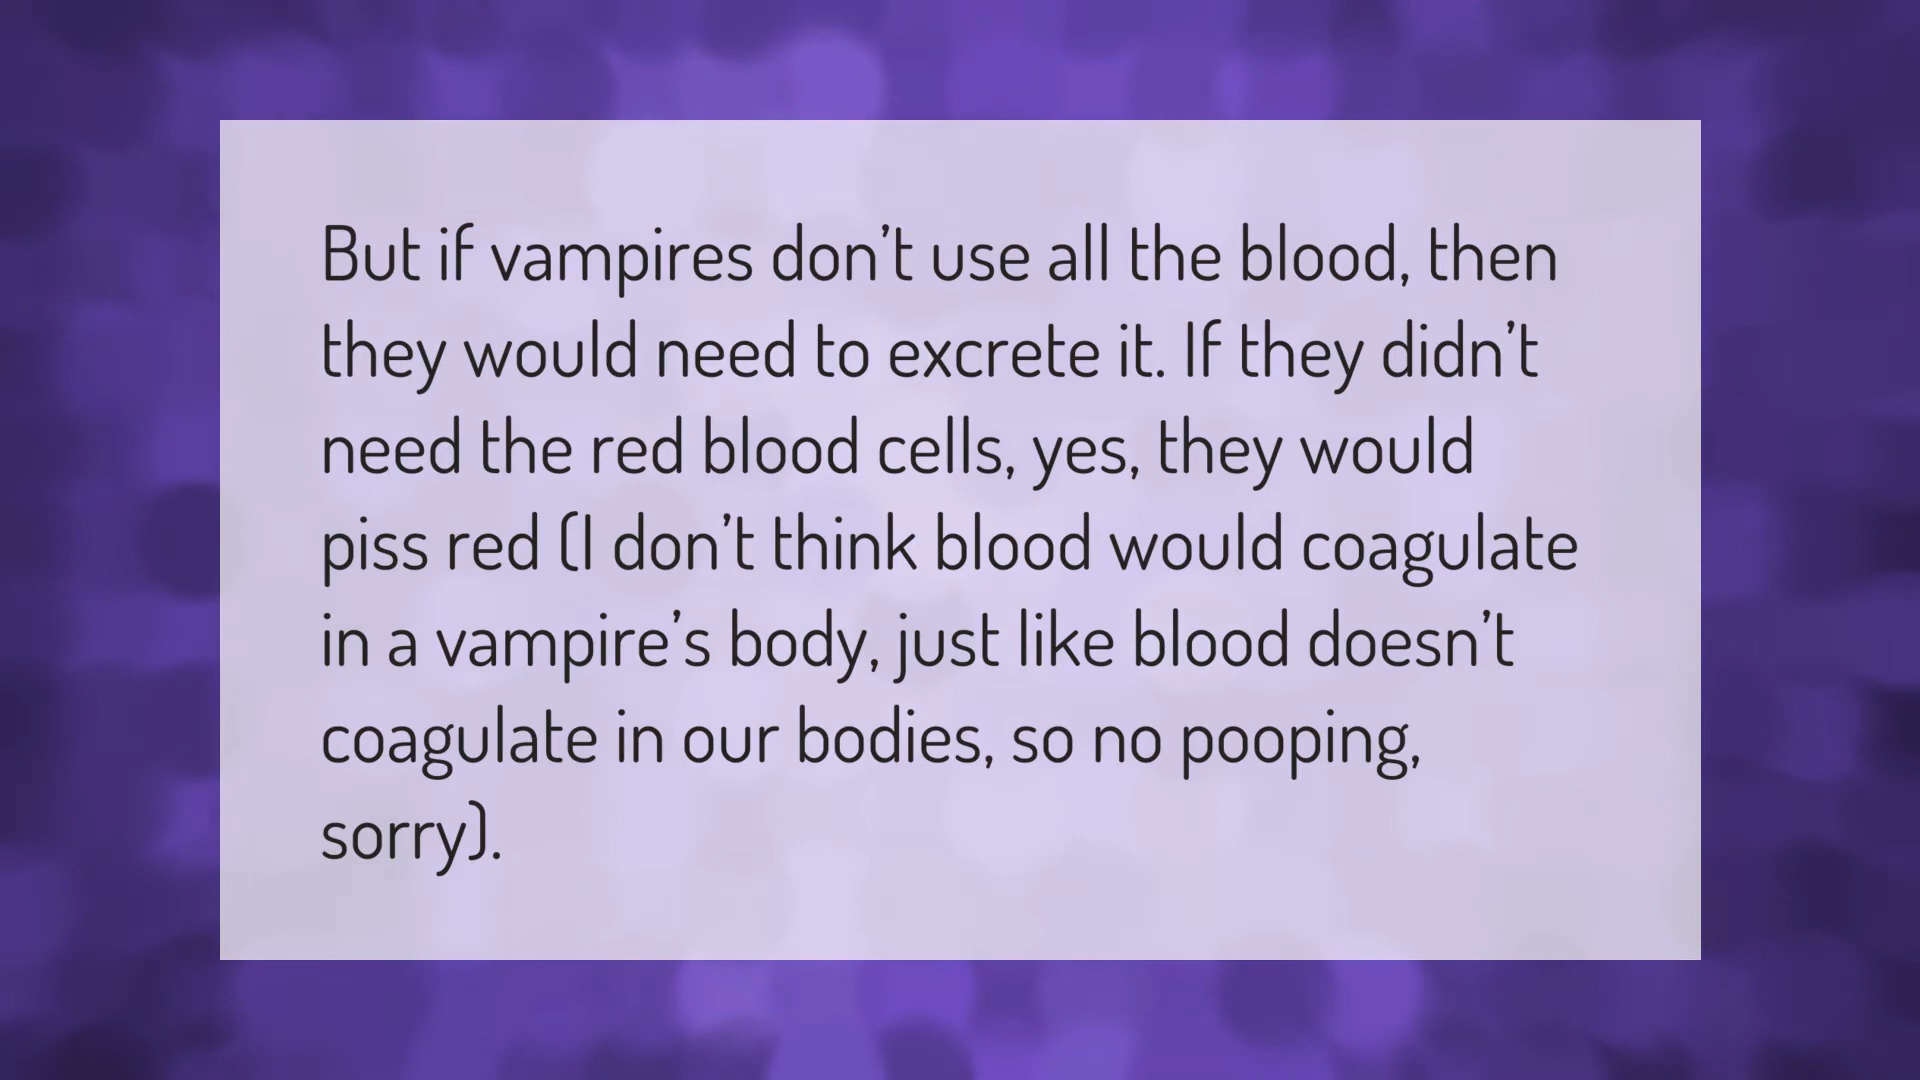 But if vampires don't use all the blood, then
they would need to excrete it. If they didn't
need the red blood cells, yes, they would
piss red (I don't think blood would coagulate
in a vampire's body, just like blood doesn't
coagulate in our bodies, so no pooping,
sorry).